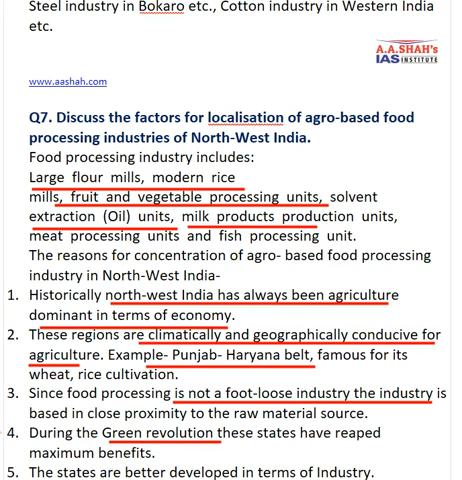 Steel industry in Bokaro etc., Cotton industry in Western India
etc.
A.A.SHAH's
IAS INSTITUTE
www.aashah.com
Q7. Discuss the factors for localisation of agro-based food
processing industries of North-West India.
Food processing industry includes:
Large flour mills, modern rice
mills, fruit and vegetable processing units, solvent
extraction (Oil) units, milk products production units,
meat processing units and fish processing unit.
The reasons for concentration of agro- based food processing
industry in North-West India-
1. Historically north-west India has always been agriculture
dominant in terms of economy.
2. These regions are climatically and geographically conducive for
agriculture. Example- Punjab- Haryana belt, famous for its
wheat, rice cultivation.
3. Since food processing is not a foot-loose industry the industry is
based in close proximity to the raw material source.
4. During the Green revolution these states have reaped
maximum benefits.
5. The states are better developed in terms of Industry.